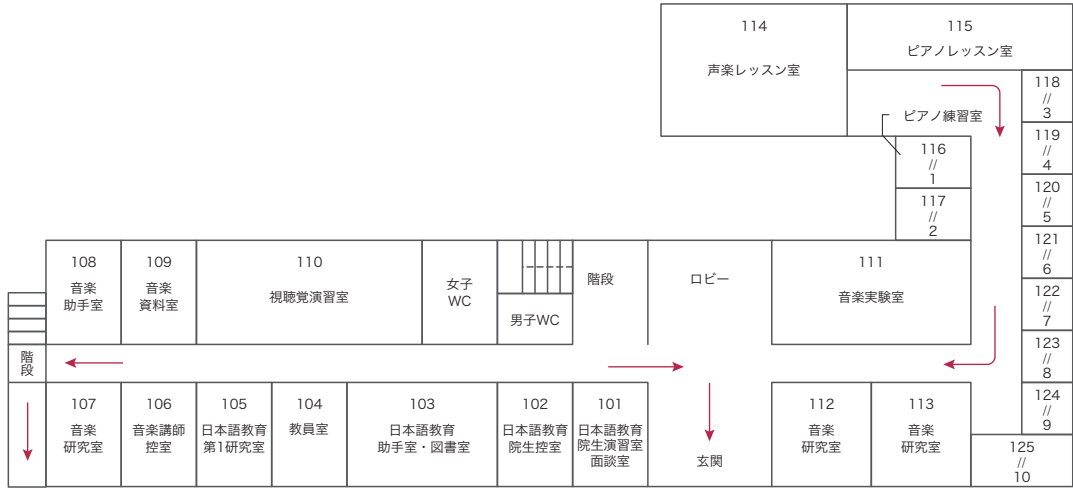 114
声楽レッスン室
115
ピアノレッスン室
118
//
3
ピアノ練習室
119
//
4
116
//
1
120
//
5
117
//
2
121
//
6
108
音楽
助手室
109
音楽
資料室
110
視聴覚演習室
女子
WC
男子WC
階段
ロビー
111
音楽実験室
122
//
7
123
//
8
階段
124
//
9
107
音楽
研究室
106
音楽講師
控室
105
日本語教育
第1研究室
104
教員室
103
日本語教育
助手室・図書室
102
日本語教育
院生控室
101
日本語教育
院生演習室
面談室
玄関
112
音楽
研究室
113
音楽
研究室
125
//
10